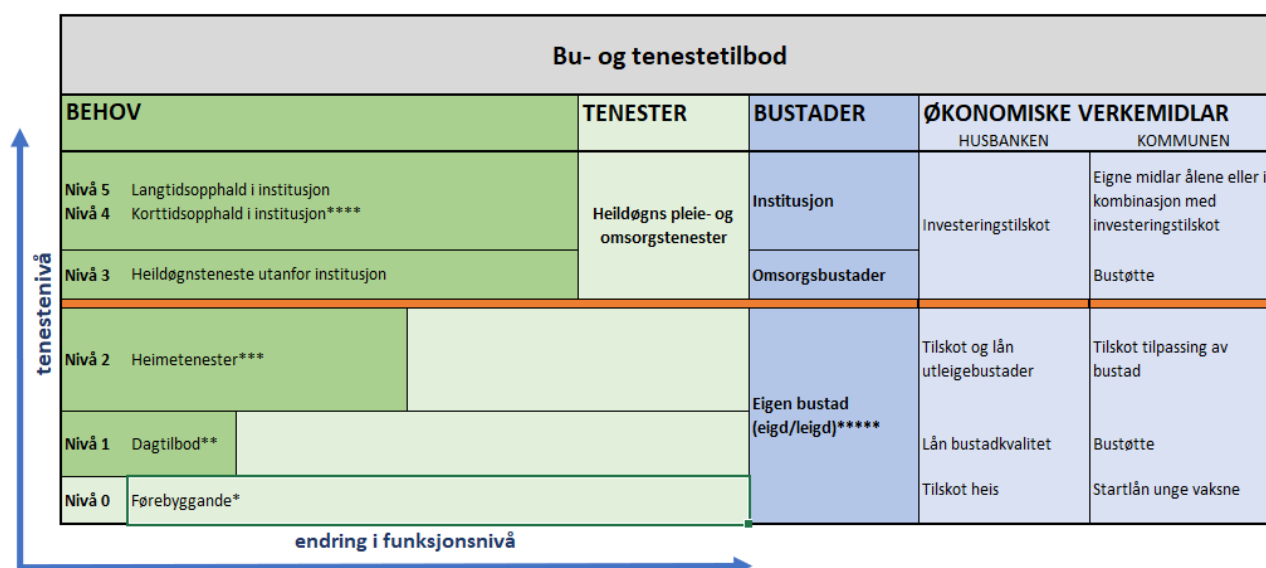 Bu- og tenestetilbod
BEHOV
TENESTER
BUSTADER
ØKONOMISKE VERKEMIDLAR
HUSBANKEN
KOMMUNEN
Nivå 5 Langtidsopphald i institusjon
Nivå 4 Korttidsopphald i institusjon****
Heildøgns pleie- og
omsorgstenester
Institusjon
Investeringstilskot
Eigne midlar ålene eller i
kombinasjon med
investeringstilskot
Nivå 3 Heildøgnsteneste utanfor institusjon
Omsorgsbustader
Bustøtte
Nivå 2 Heimetenester***
Tilskot og lån
utleigebustader
Tilskot tilpassing av
bustad
Eigen bustad
(eigd/leigd)*****
Nivå 1 Dagtilbod**
Lån bustadkvalitet
Bustøtte
Nivå 0 Førebyggande*
Tilskot heis
Startlån unge vaksne
tenestenivå
endring i funksjonsnivå